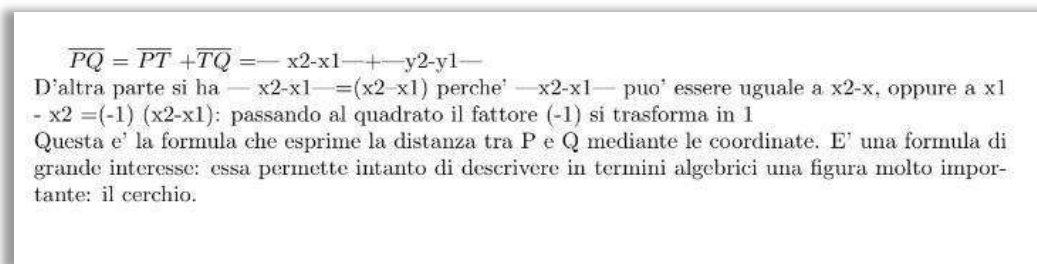 PQ = PT +TQ =— x2-x1—+—y2-y1—
D'altra parte si ha — x2-x1—=(x2-x1) perche' —x2-x1— puo' essere uguale a x2-x, oppure a x1
- x2 =(-1) (x2-x1): passando al quadrato il fattore (-1) si trasforma in 1
Questa e' la formula che esprime la distanza tra P e Q mediante le coordinate. E' una formula di
grande interesse: essa permette intanto di descrivere in termini algebrici una figura molto impor-
tante: il cerchio.